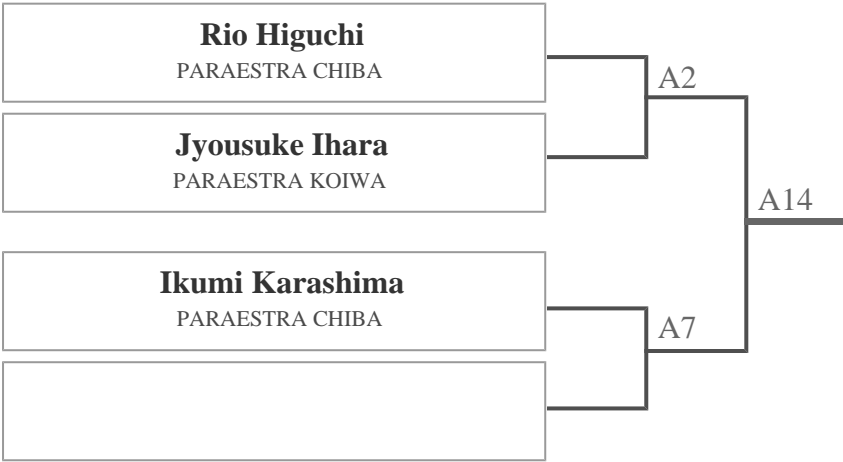 Rio Higuchi
PARAESTRA CHIBA
A2
Jyousuke Ihara
PARAESTRA KOIWA
A14
Ikumi Karashima
PARAESTRA CHIBA
A7